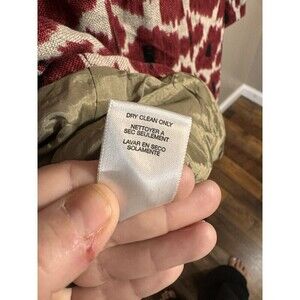 DRY CLEAN ONLY
NETTOYER A
SEC SEULEMENT
LAVAR EN SECO
SOLAMENTE